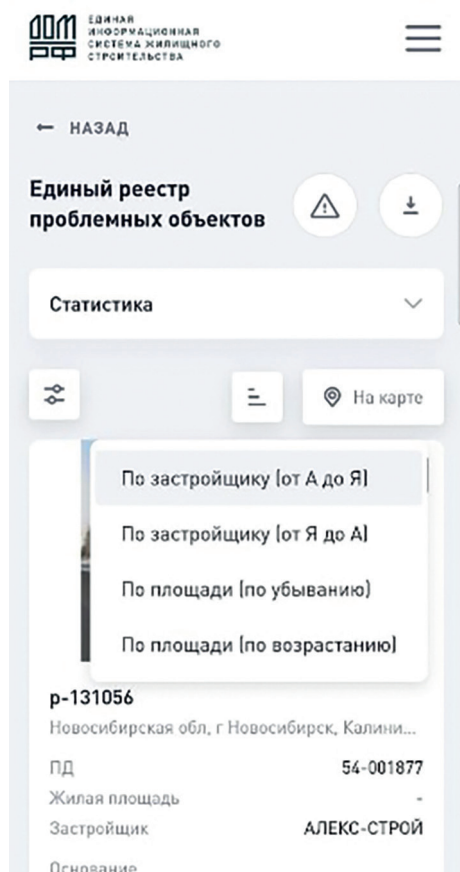 ДОМ
РФ
ЕДИНАЯ
ИНФОРМАЦИОННАЯ
СИСТЕМА ЖИЛИЩНОГО
СТРОИТЕЛЬСТВА
← НАЗАД
Единый реестр
проблемных объектов
Статистика
На карте
По застройщику (от А до Я)
По застройщику (от Я до А)
По площади (по убыванию)
По площади (по возрастанию)
р-131056
Новосибирская обл, г Новосибирск, Калини...
ПД 54-001877
Жилая площадь -
Застройщик АЛЕКС-СТРОЙ
Основание